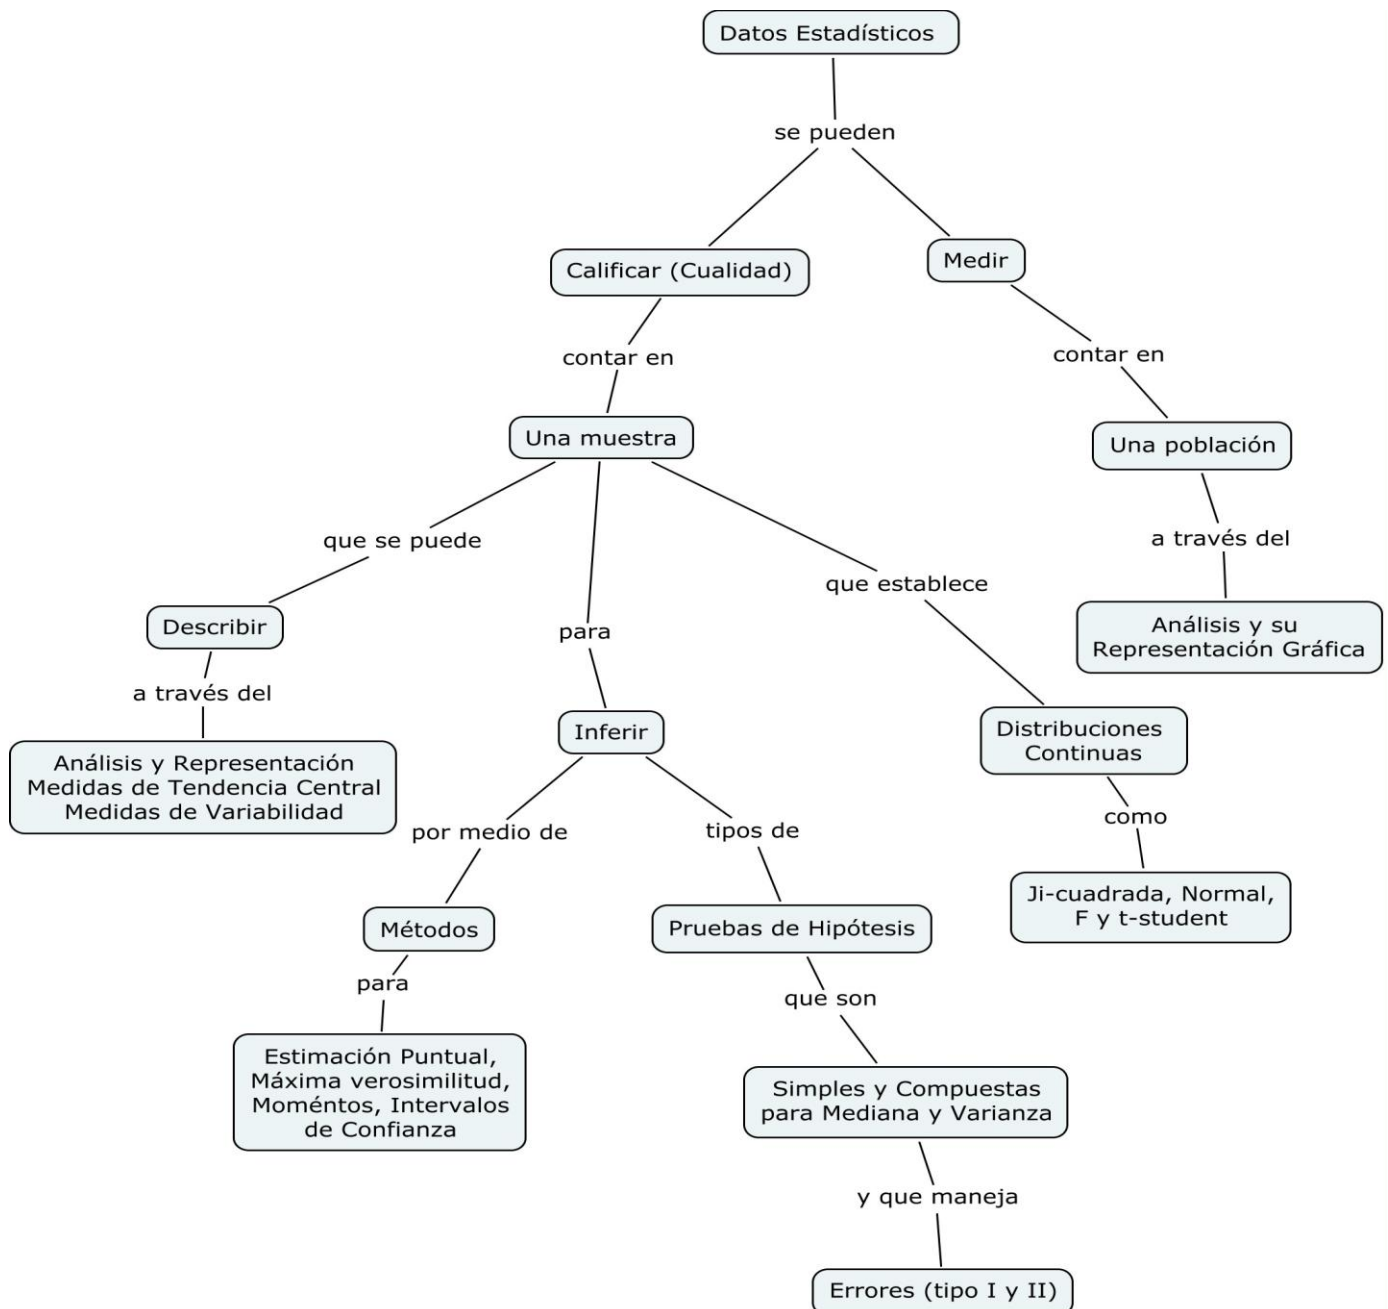 Datos Estadísticos
se pueden
Calificar (Cualidad)
Medir
contar en
contar en
Una muestra
Una población
que se puede
a través del
que establece
Describir
para
Análisis y su
Representación Gráfica
a través del
Inferir
Distribuciones
Continuas
Análisis y Representación
Medidas de Tendencia Central
Medidas de Variabilidad
por medio de
tipos de
como
Métodos
Pruebas de Hipótesis
Ji-cuadrada, Normal,
F y t-student
para
que son
Estimación Puntual,
Máxima verosimilitud,
Moméntos, Intervalos
de Confianza
Simples y Compuestas
para Mediana y Varianza
y que maneja
Errores (tipo I y II)